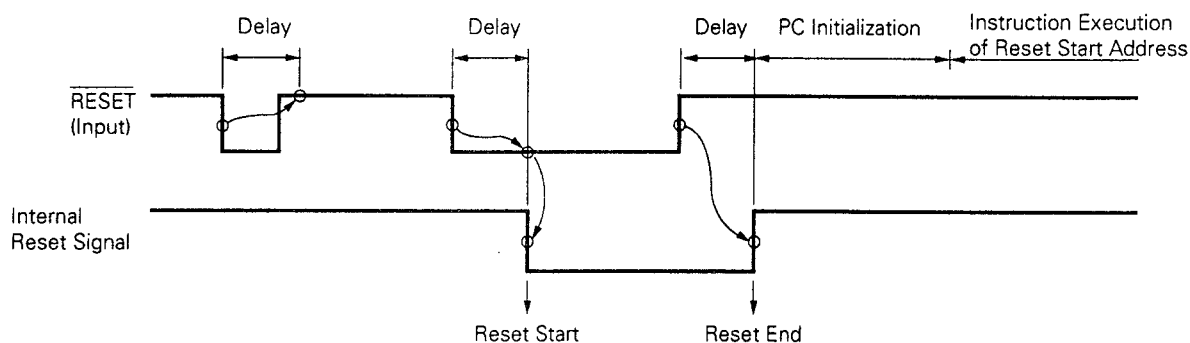 Delay
Delay
Delay
PC Initialization
Instruction Execution
of Reset Start Address
RESET
(Input)
Internal
Reset Signal
Reset Start
Reset End